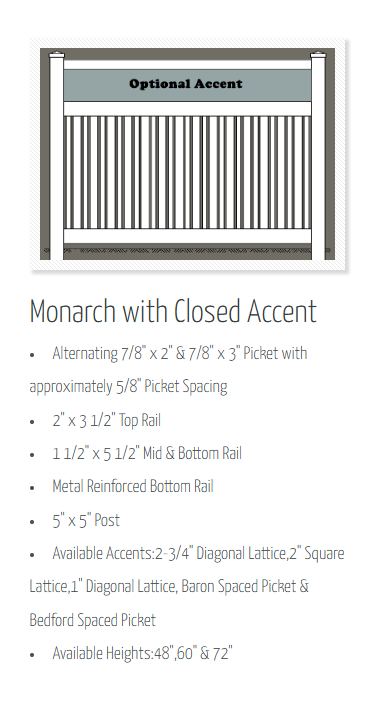 Optional Accent
Monarch with Closed Accent
• Alternating 7/8" x 2" & 7/8" x 3" Picket with
approximately 5/8" Picket Spacing
• 2" x 3 1/2" Top Rail
• 1 1/2" x 5 1/2" Mid & Bottom Rail
• Metal Reinforced Bottom Rail
• 5" x 5" Post
• Available Accents:2-3/4" Diagonal Lattice,2" Square
Lattice,1" Diagonal Lattice, Baron Spaced Picket &
Bedford Spaced Picket
• Available Heights:48",60" & 72"